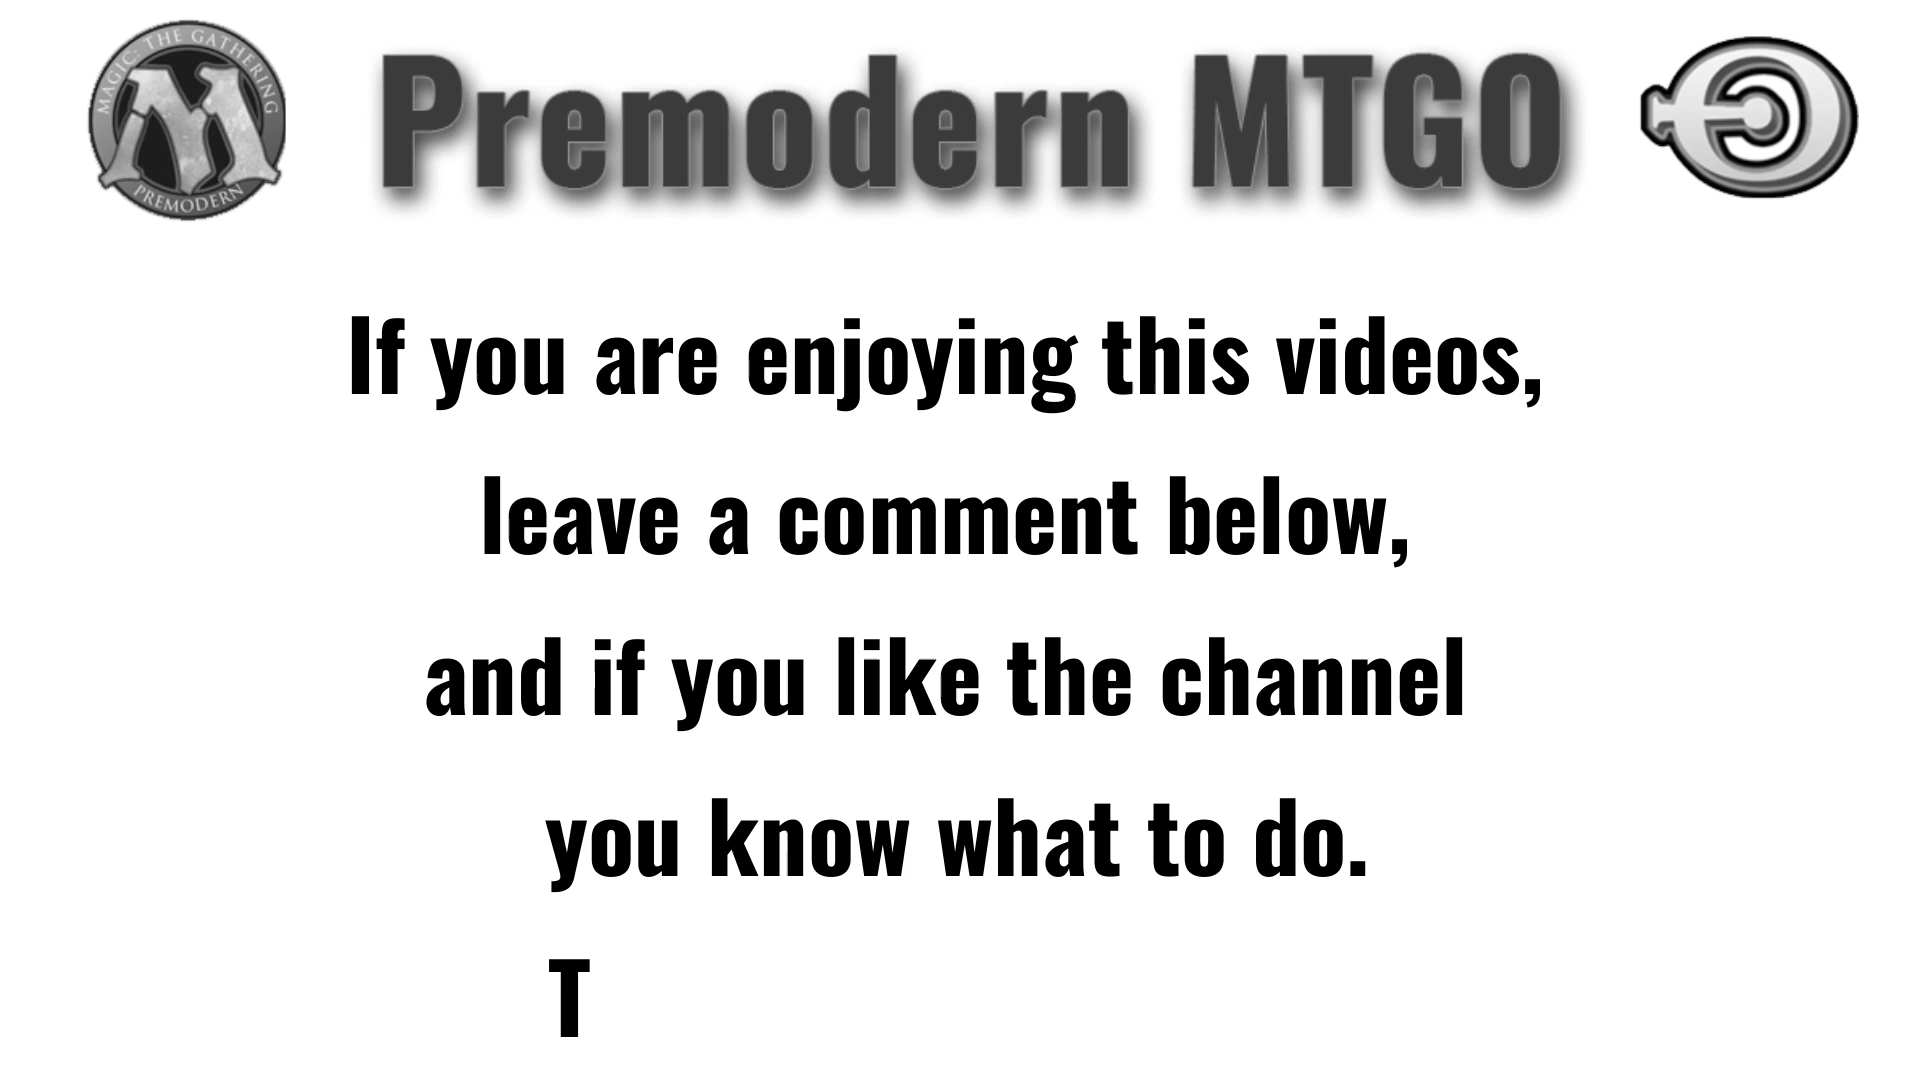 MAGIC: THE GATHERING
PREMODERN
Premodern MTGO
If you are enjoying this videos,
leave a comment below,
and if you like the channel
you know what to do.
T